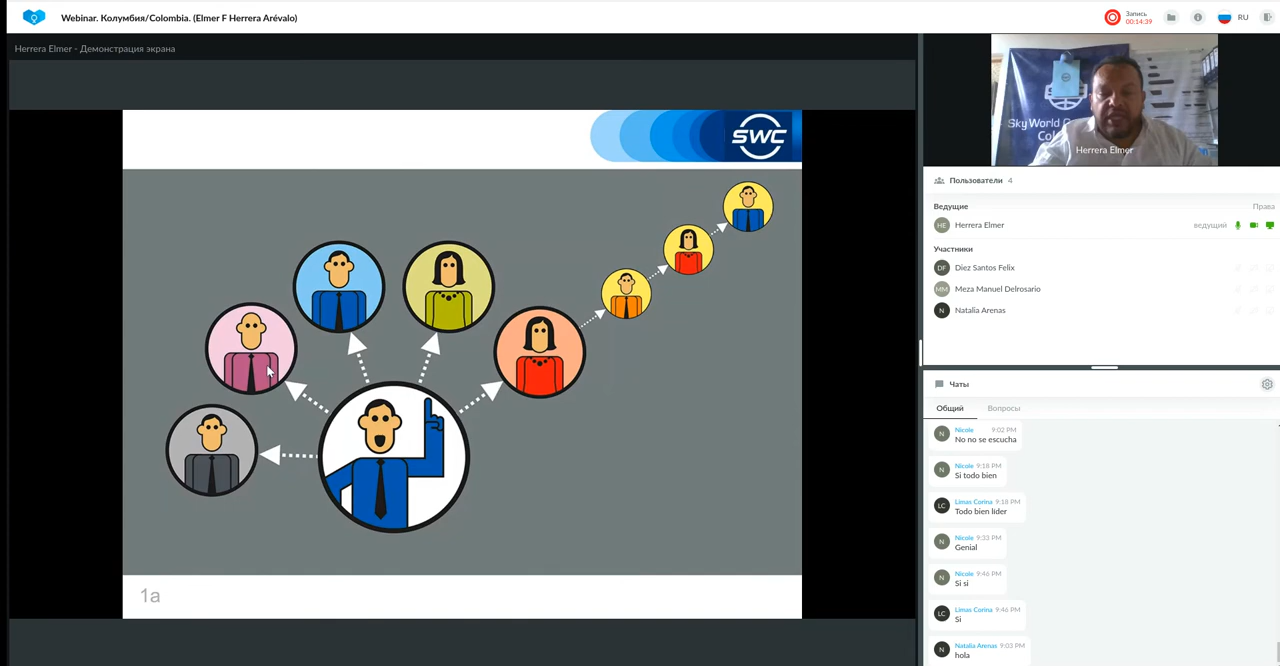 Webinar. Колумбия/Colombia. (Elmer F Herrera Arévalo)
Запись
00:14:39
RU
Herrera Elmer - Демонстрация экрана
SWC
1a
Herrera Elmer
Пользователи 4
Ведущие Права
HE Herrera Elmer ведущий
Участники
DF Diez Santos Felix
MM Meza Manuel Delrosario
N Natalia Arenas
Чаты
Общий Вопросы
N Nicole 9:02 PM
No no se escucha
N Nicole 9:18 PM
Si todo bien
LC Limas Corina 9:18 PM
Todo bien líder
N Nicole 9:33 PM
Genial
N Nicole 9:46 PM
Si si
LC Limas Corina 9:46 PM
Si
N Natalia Arenas 9:03 PM
hola